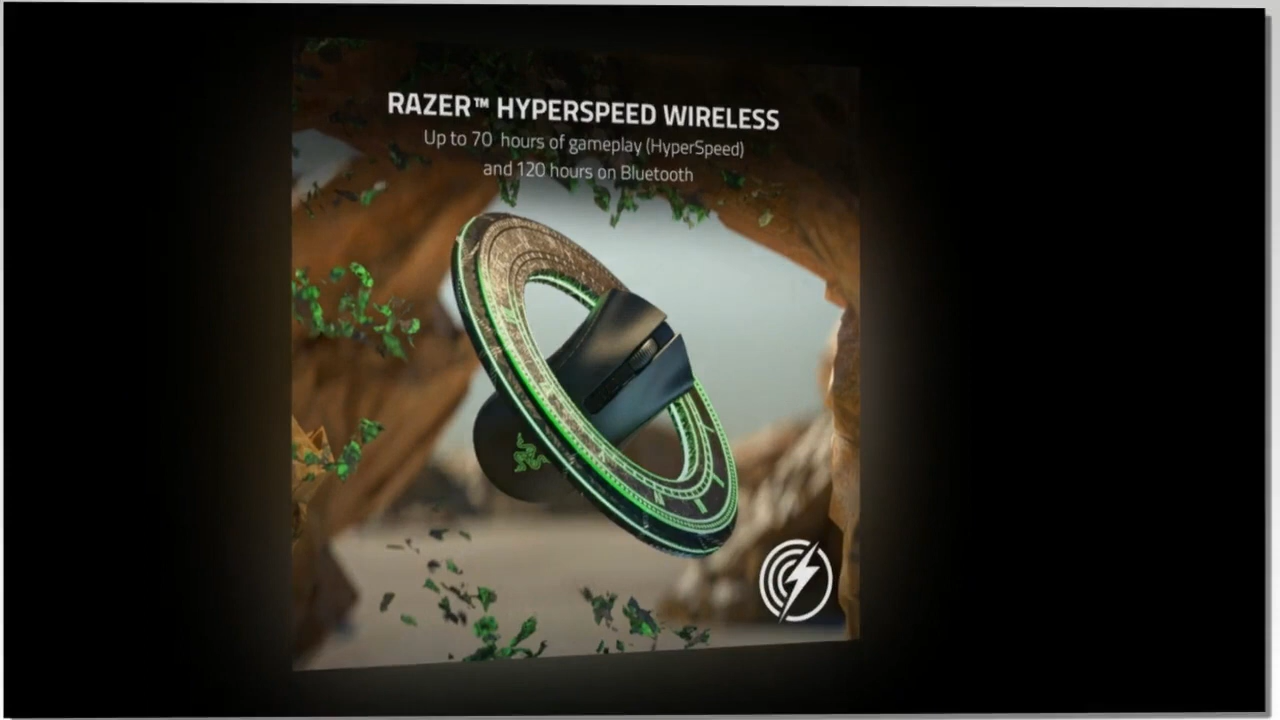 RAZER™ HYPERSPEED WIRELESS
Up to 70 hours of gameplay (HyperSpeed)
and 120 hours on Bluetooth